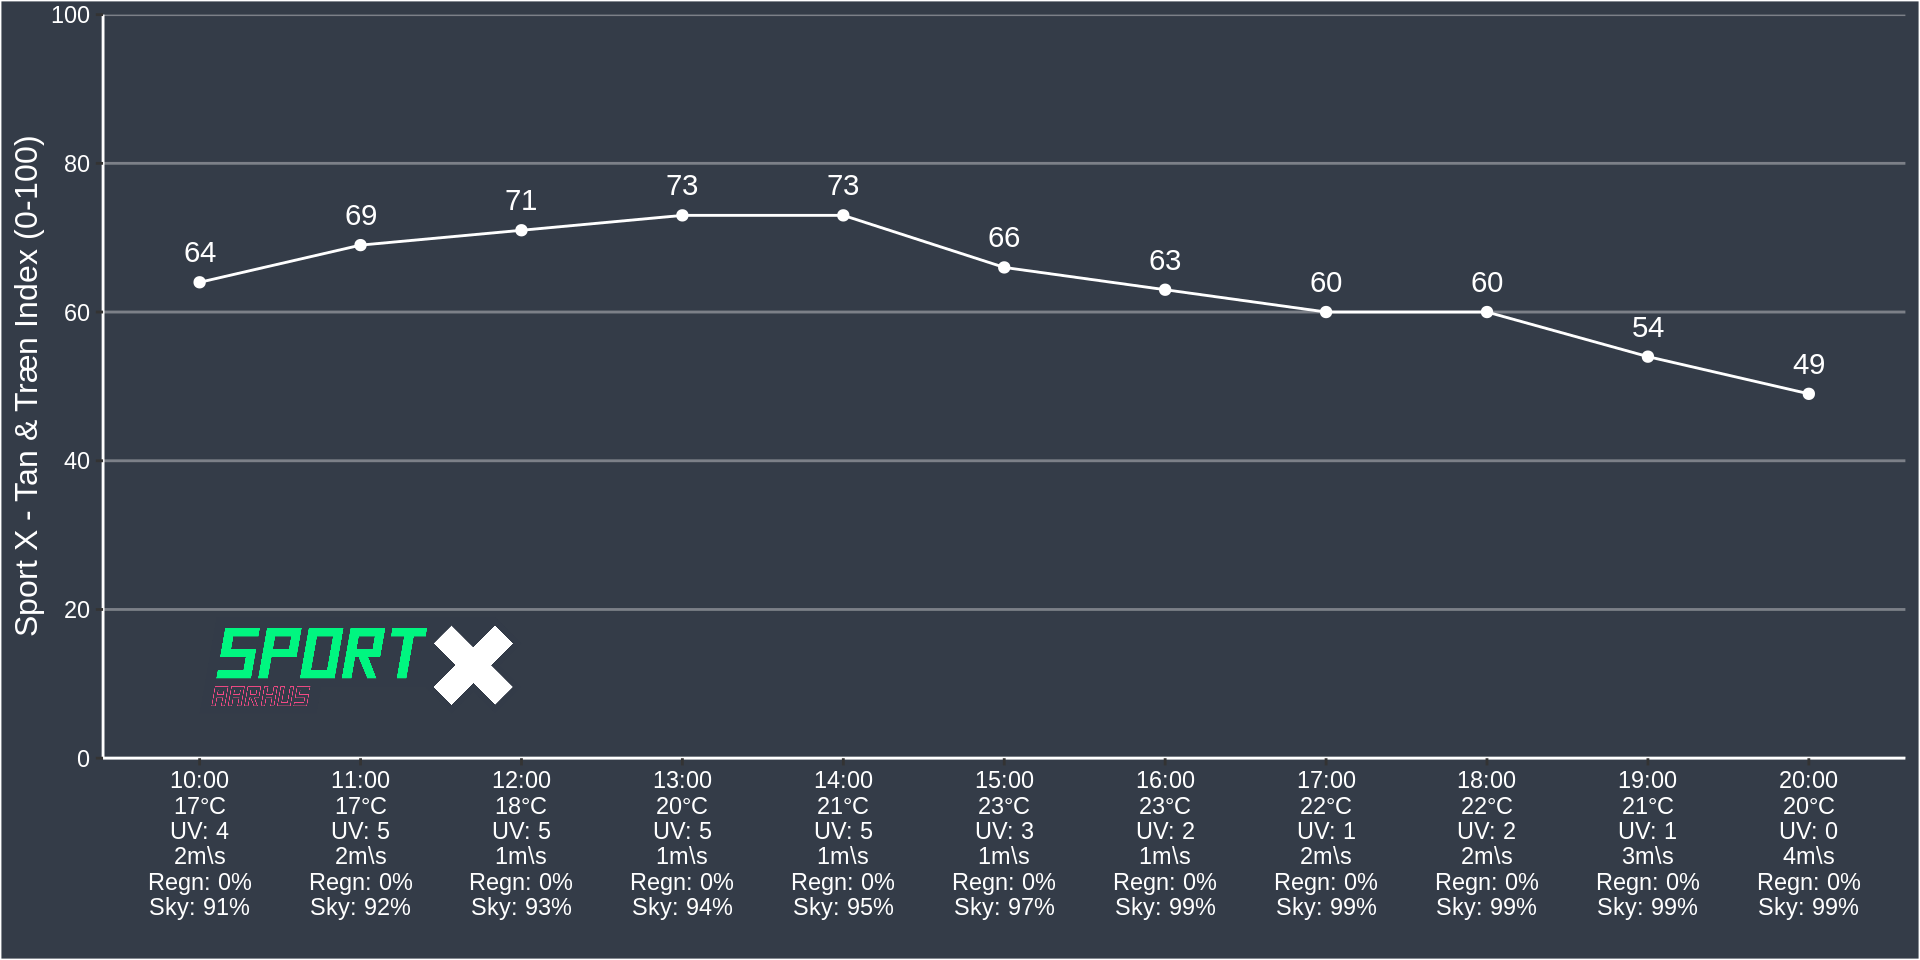 Sport X - Tan & Træn Index (0-100)
100
80
60
40
20
0
64
69
71
73
73
66
63
60
60
54
49
SPORT X
AARHUS
10:00 11:00 12:00 13:00 14:00 15:00 16:00 17:00 18:00 19:00 20:00
17°C 17°C 18°C 20°C 21°C 23°C 23°C 22°C 22°C 21°C 20°C
UV: 4 UV: 5 UV: 5 UV: 5 UV: 5 UV: 3 UV: 2 UV: 1 UV: 2 UV: 1 UV: 0
2m\s 2m\s 1m\s 1m\s 1m\s 1m\s 1m\s 2m\s 2m\s 3m\s 4m\s
Regn: 0% Regn: 0% Regn: 0% Regn: 0% Regn: 0% Regn: 0% Regn: 0% Regn: 0% Regn: 0% Regn: 0% Regn: 0%
Sky: 91% Sky: 92% Sky: 93% Sky: 94% Sky: 95% Sky: 97% Sky: 99% Sky: 99% Sky: 99% Sky: 99% Sky: 99%